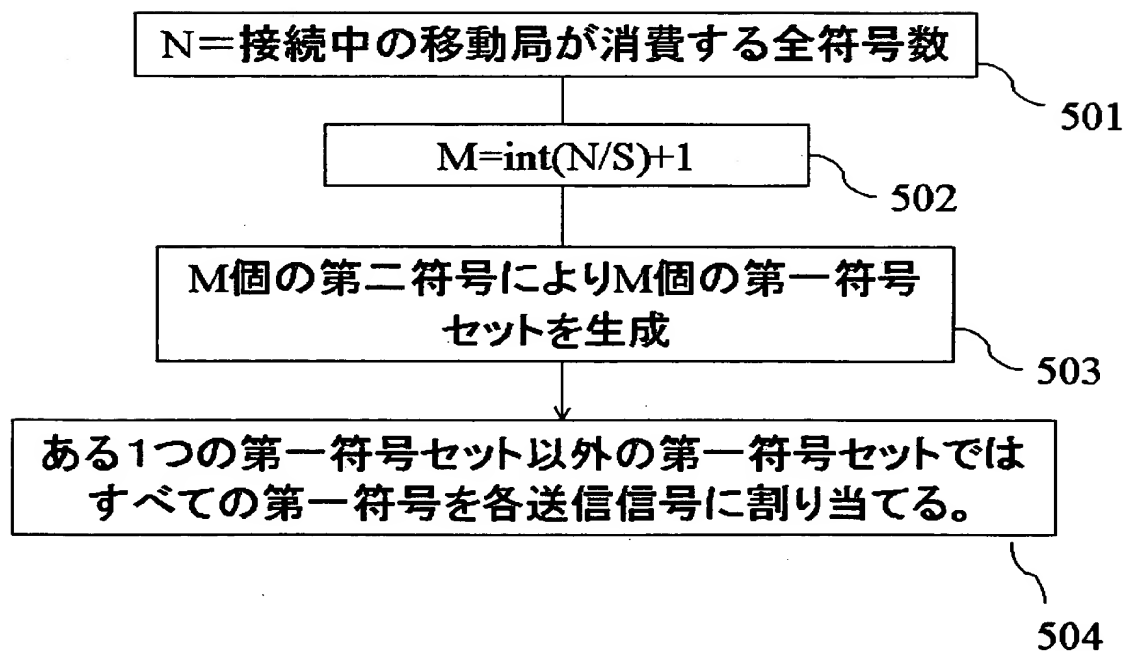 N＝接続中の移動局が消費する全符号数
501
M=int(N/S)+1
502
M個の第二符号によりM個の第一符号
セットを生成
503
ある１つの第一符号セット以外の第一符号セットでは
すべての第一符号を各送信信号に割り当てる。
504